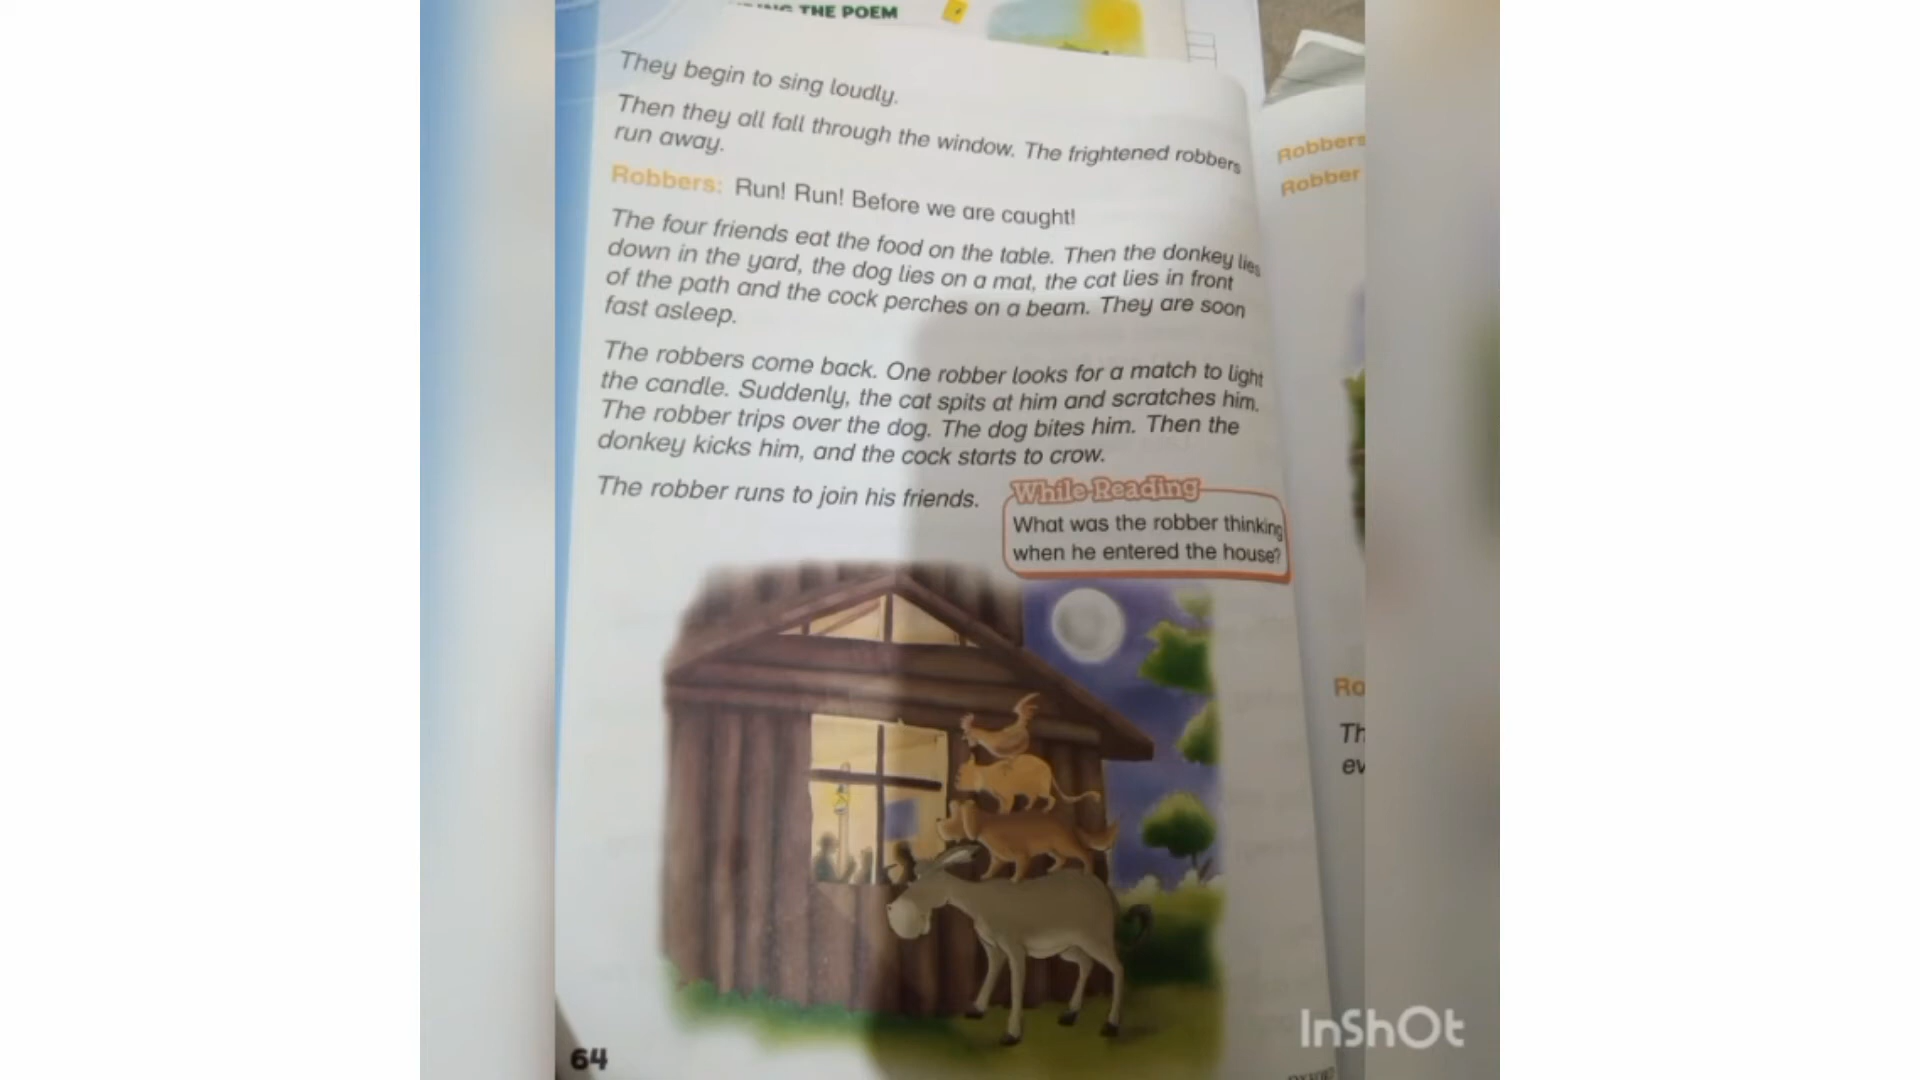 THE POEM
They begin to sing loudly.
Then they all fall through the window. The frightened robbers
run away.
Robbers: Run! Run! Before we are caught!
The four friends eat the food on the table. Then the donkey lies
down in the yard, the dog lies on a mat, the cat lies in front
of the path and the cock perches on a beam. They are soon
fast asleep.
The robbers come back. One robber looks for a match to light
the candle. Suddenly, the cat spits at him and scratches him.
The robber trips over the dog. The dog bites him. Then the
donkey kicks him, and the cock starts to crow.
The robber runs to join his friends.
While-Reading
What was the robber thinking
when he entered the house?
64
Robbers
Robber
Ro
Th
ev
InShOt